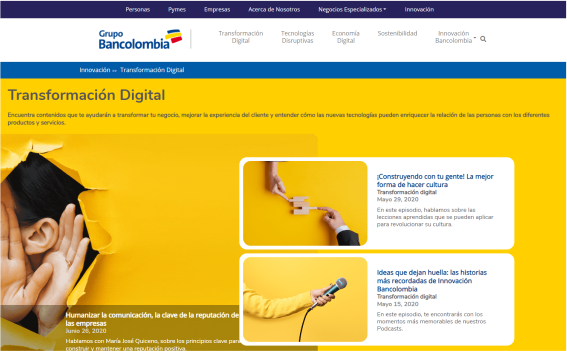 Personas Pymes Empresas Acerca de Nosotros Negocios Especializados Innovación
Grupo
Bancolombia
Transformación
Digital
Tecnologías
Disruptivas
Economía
Digital
Sostenibilidad
Innovación
Bancolombia
Innovación >> Transformación Digital
Transformación Digital
Encuentre contenidos que te ayudarán a transformar tu negocio, mejorar la experiencia del cliente y entender cómo las nuevas tecnologías pueden enriquecer la relación de las personas con los diferentes
productos y servicios.
¡Construyendo con tu gente! La mejor
forma de hacer cultura
Transformación digital
Mayo 29, 2020
En este episodio, hablamos sobre las
lecciones aprendidas que se pueden aplicar
para revolucionar su cultura.
Ideas que dejan huella: las historias
más recordadas de Innovación
Bancolombia
Transformación digital
Mayo 15, 2020
En este episodio, te encontrarás con los
momentos más memorables de nuestros
Podcasts.
Humanizar la comunicación, la clave de la reputación de
las empresas
Junio 26, 2020
Hablamos con María José Quiceno, sobre los principios clave para
construir y mantener una reputación positiva.